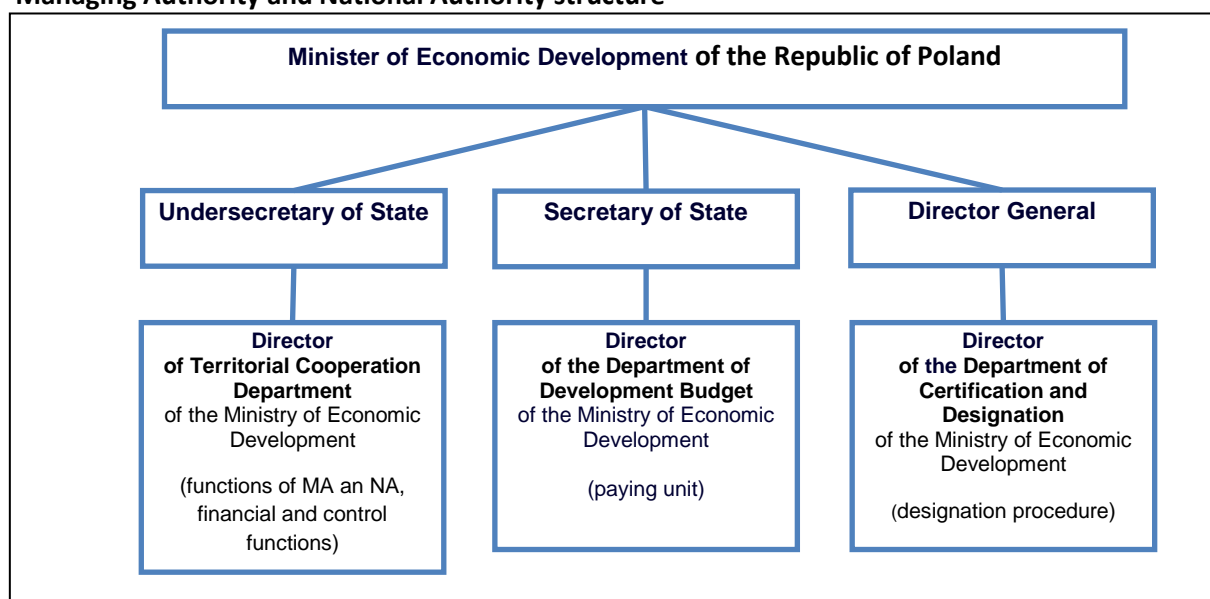 Managing Authority and National Authority structure
Minister of Economic Development of the Republic of Poland
Undersecretary of State
Secretary of State
Director General
Director
of Territorial Cooperation
Department
of the Ministry of Economic
Development
(functions of MA an NA,
financial and control
functions)
Director
of the Department of
Development Budget
of the Ministry of Economic
Development
(paying unit)
Director
of the Department of
Certification and
Designation
of the Ministry of Economic
Development
(designation procedure)